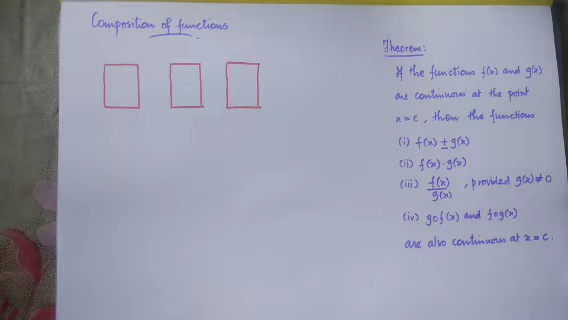 Composition of functions
Theorem:
If the functions f(x) and g(x)
are continuous at the point
x = c, then the functions
(i) f(x) ± g(x)
(ii) f(x) · g(x)
(iii) f(x)/g(x), provided g(x) ≠ 0
(iv) gof(x) and fog(x)
are also continuous at x = c.